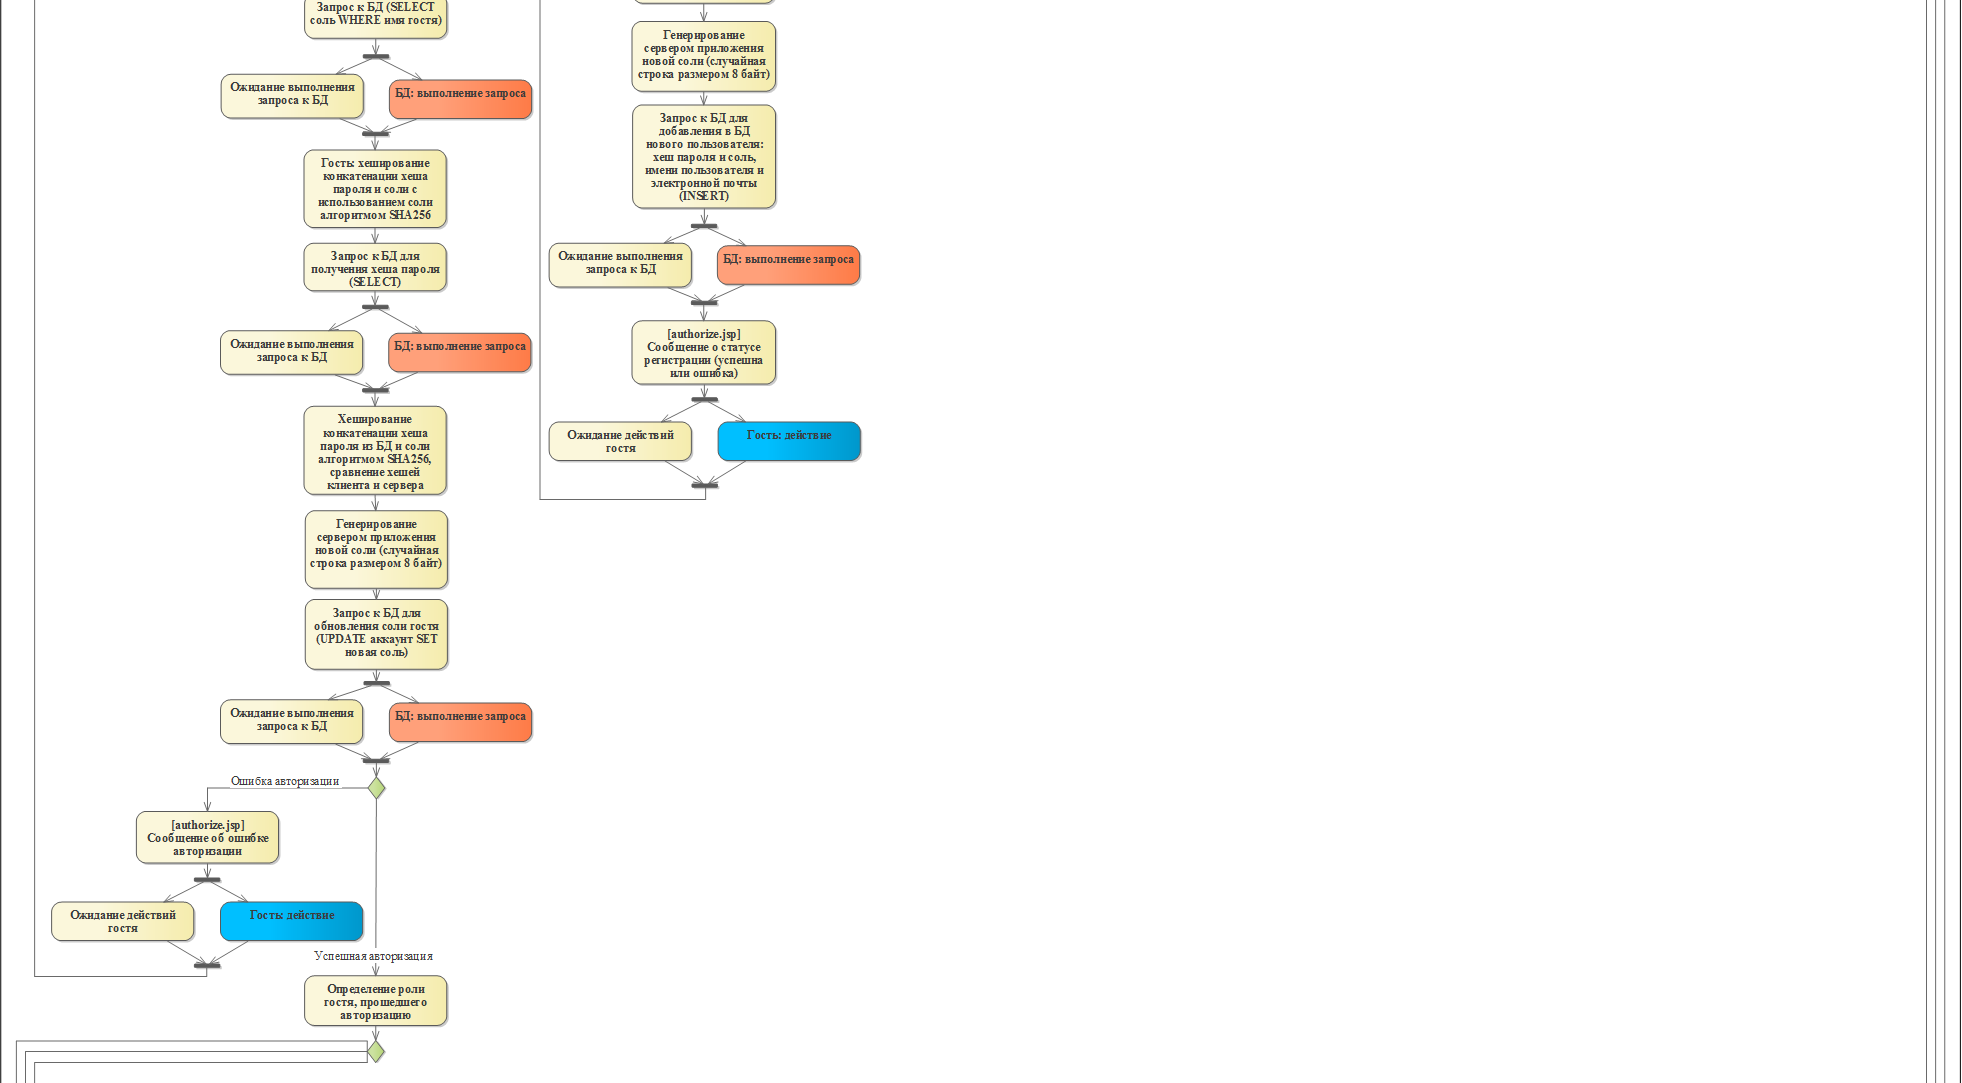 Запрос к БД (SELECT
соль WHERE имя гостя)
Ожидание выполнения
запроса к БД
БД: выполнение запроса
Гость: хеширование
конкатенации хеша
пароля и соли с
использованием соли
алгоритмом SHA256
Запрос к БД для
получения хеша пароля
(SELECT)
Ожидание выполнения
запроса к БД
БД: выполнение запроса
Хеширование
конкатенации хеша
пароля из БД и соли
алгоритмом SHA256,
сравнение хешей
клиента и сервера
Генерирование
сервером приложения
новой соли (случайная
строка размером 8 байт)
Запрос к БД для
обновления соли гостя
(UPDATE аккаунт SET
новая соль)
Ожидание выполнения
запроса к БД
БД: выполнение запроса
Ошибка авторизации
[authorize.jsp]
Сообщение об ошибке
авторизации
Ожидание действий
гостя
Гость: действие
Успешная авторизация
Определение роли
гостя, прошедшего
авторизацию
Генерирование
сервером приложения
новой соли (случайная
строка размером 8 байт)
Запрос к БД для
добавления в БД
нового пользователя:
хеш пароля и соль,
имени пользователя и
электронной почты
(INSERT)
Ожидание выполнения
запроса к БД
БД: выполнение запроса
[authorize.jsp]
Сообщение о статусе
регистрации (успешна
или ошибка)
Ожидание действий
гостя
Гость: действие